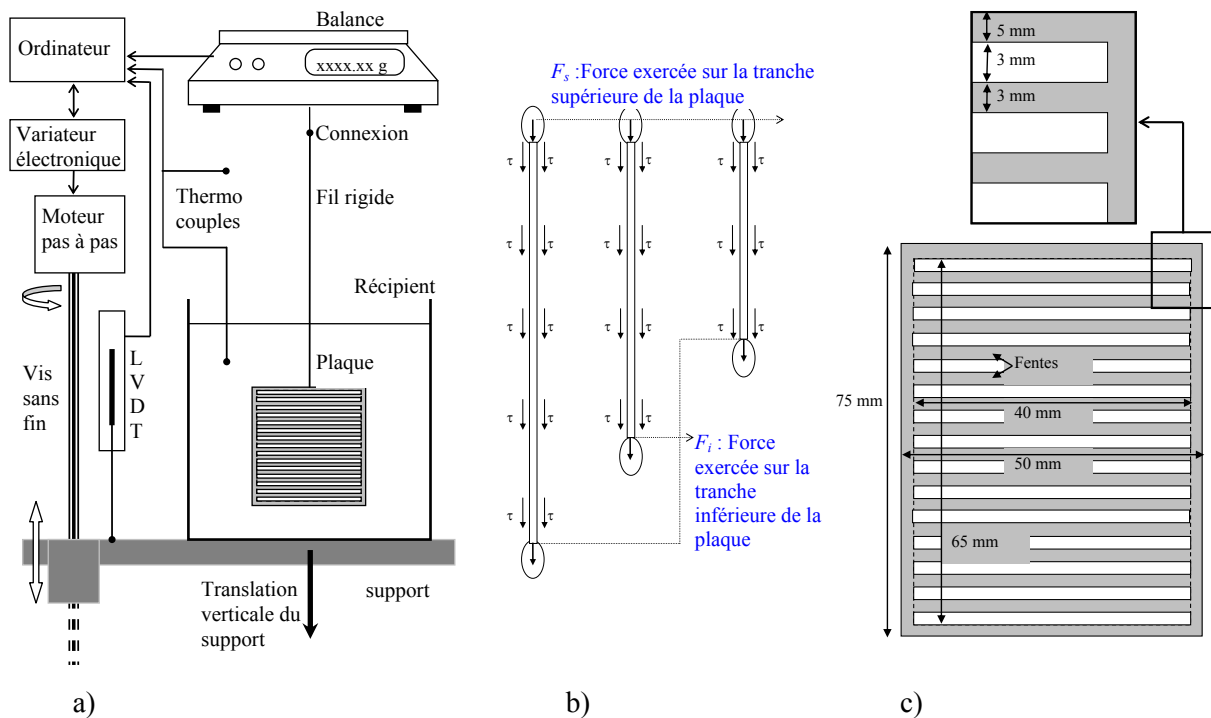 Balance
Ordinateur
xxxx.xx g
Connexion
Variateur
électronique
Thermo
couples
Fil rigide
Moteur
pas à pas
Récipient
Vis
sans
fin
L
V
D
T
Plaque
Translation
verticale du
support
support
a)
F_s :Force exercée sur la tranche
supérieure de la plaque
τ τ τ τ τ τ
τ τ τ τ τ τ
τ τ τ τ τ τ
τ τ τ τ
τ τ
F_i : Force
exercée sur la
tranche
inférieure de la
plaque
b)
5 mm
3 mm
3 mm
Fentes
75 mm
40 mm
50 mm
65 mm
c)